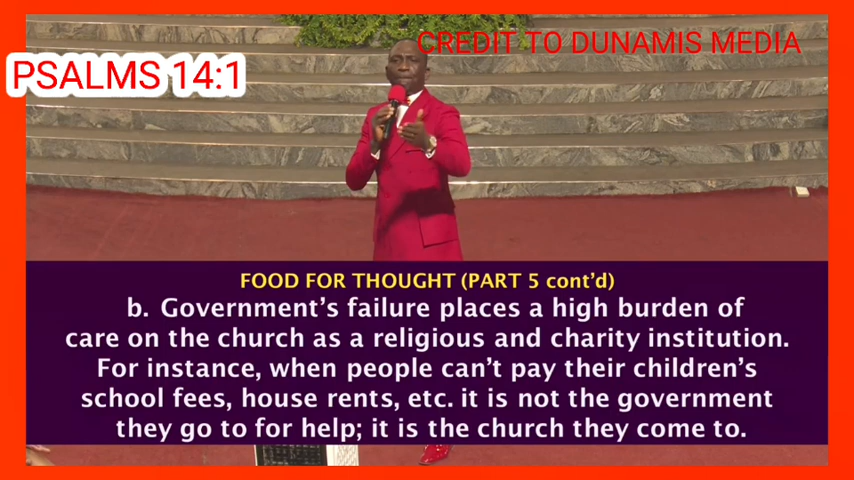 CREDIT TO DUNAMIS MEDIA
PSALMS 14:1
FOOD FOR THOUGHT (PART 5 cont'd)
b. Government's failure places a high burden of
care on the church as a religious and charity institution.
For instance, when people can't pay their children's
school fees, house rents, etc. it is not the government
they go to for help; it is the church they come to.